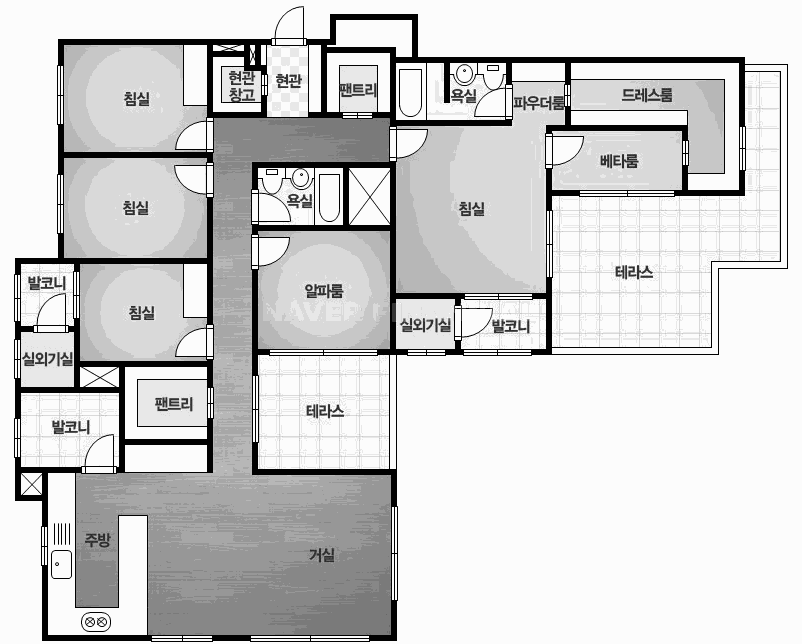 침실
현관
창고
현관
팬트리
욕실
파우더룸
드레스룸
베타룸
침실
욕실
침실
테라스
발코니
침실
알파룸
NAVER
실외기실
발코니
실외기실
팬트리
테라스
발코니
주방
거실